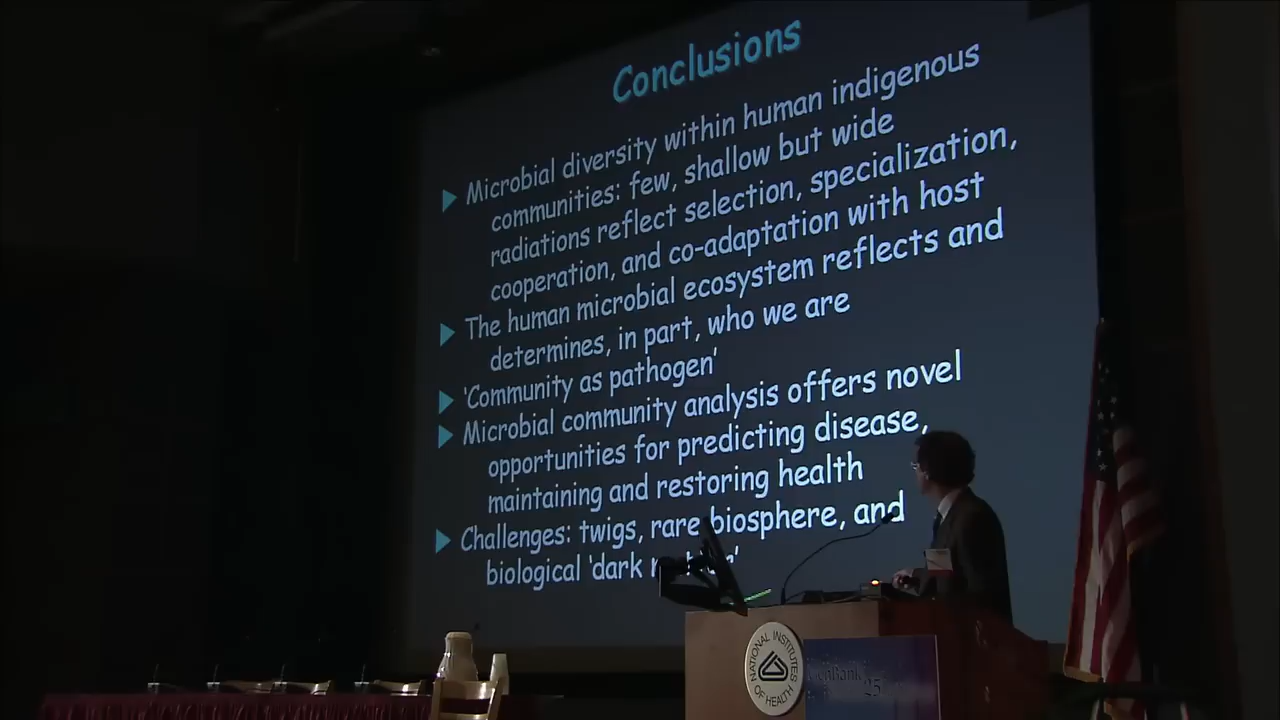 Conclusions
Microbial diversity within human indigenous
communities: few, shallow but wide
radiations reflect selection, specialization,
cooperation, and co-adaptation with host
The human microbial ecosystem reflects and
determines, in part, who we are
'Community as pathogen'
Microbial community analysis offers novel
opportunities for predicting disease,
maintaining and restoring health
Challenges: twigs, rare biosphere, and
biological 'dark
NATIONAL INSTITUTES
OF HEALTH
25